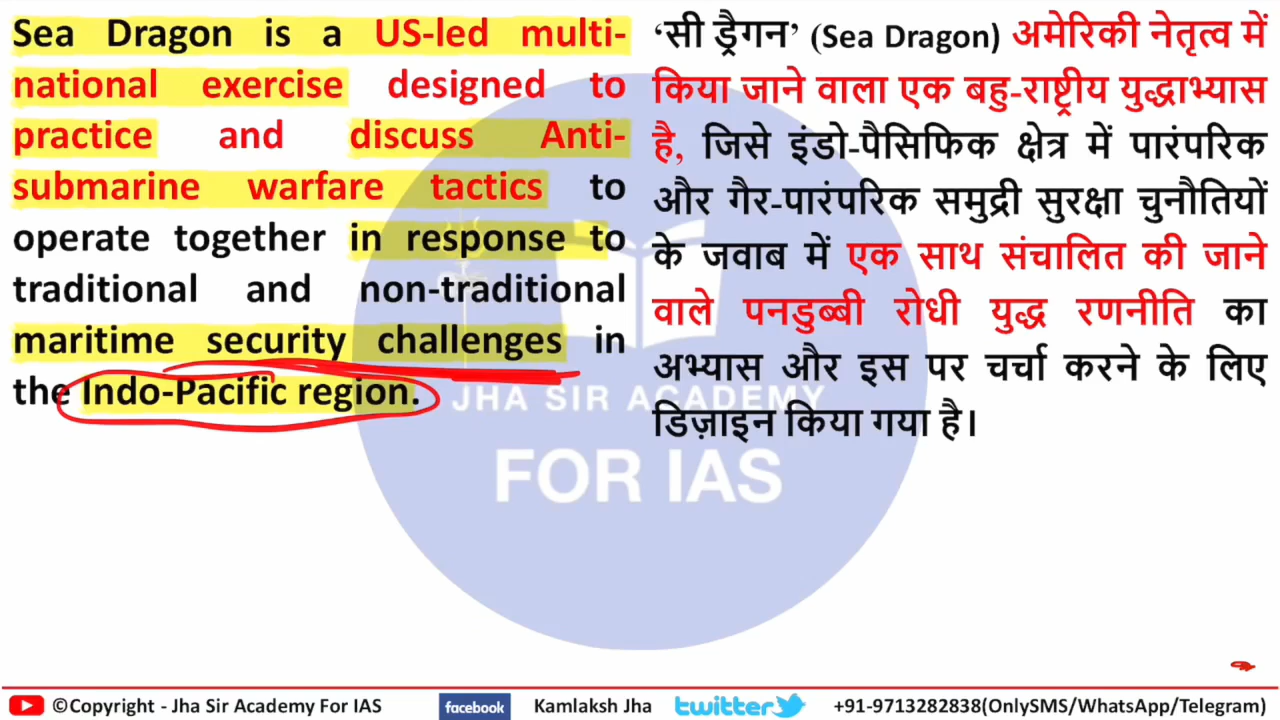 Sea Dragon is a US-led multi-
national exercise designed to
practice and discuss Anti-
submarine warfare tactics to
operate together in response to
traditional and non-traditional
maritime security challenges in
the Indo-Pacific region.
‘सी ड्रैगन’ (Sea Dragon) अमेरिकी नेतृत्व में
किया जाने वाला एक बहु-राष्ट्रीय युद्धाभ्यास
है, जिसे इंडो-पैसिफिक क्षेत्र में पारंपरिक
और गैर-पारंपरिक समुद्री सुरक्षा चुनौतियों
के जवाब में एक साथ संचालित की जाने
वाले पनडुब्बी रोधी युद्ध रणनीति का
अभ्यास और इस पर चर्चा करने के लिए
डिज़ाइन किया गया है।
JHA SIR ACADEMY
FOR IAS
©Copyright - Jha Sir Academy For IAS facebook Kamlaksh Jha twitter +91-9713282838(OnlySMS/WhatsApp/Telegram)